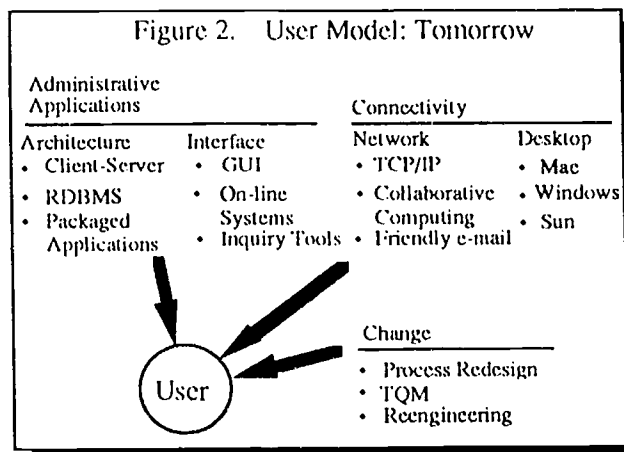 Figure 2. User Model: Tomorrow
Administrative
Applications
Architecture
• Client-Server
• RDBMS
• Packaged
Applications
Interface
• GUI
• On-line
Systems
• Inquiry Tools
Connectivity
Network
• TCP/IP
• Collaborative
Computing
• Friendly e-mail
Desktop
• Mac
• Windows
• Sun
User
Change
• Process Redesign
• TQM
• Reengineering